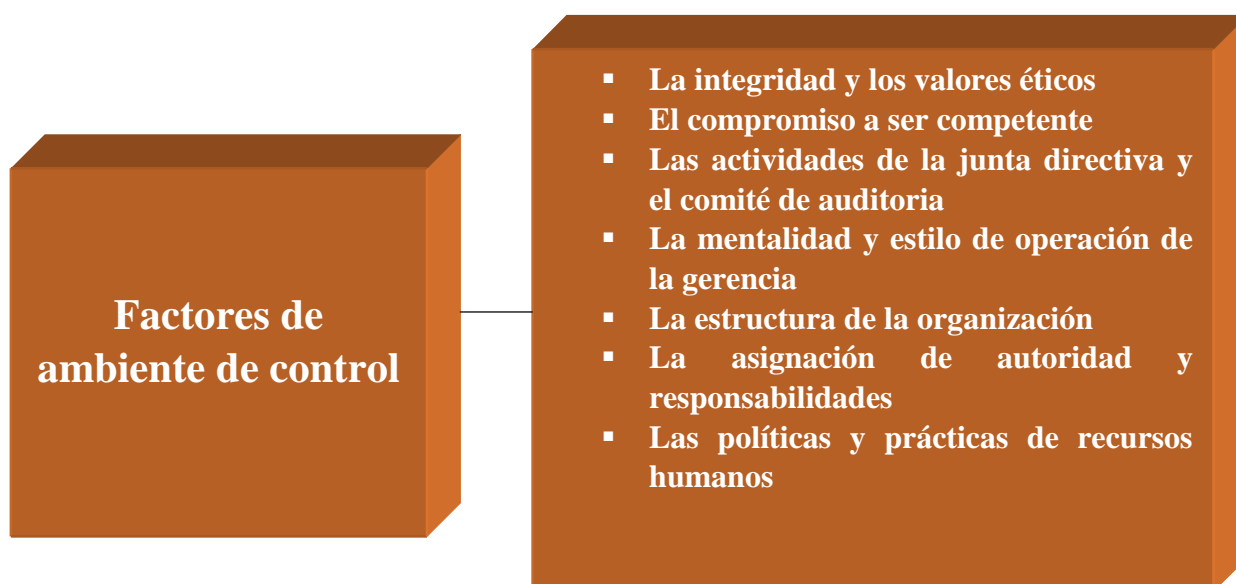 Factores de
ambiente de control
▪ La integridad y los valores éticos
▪ El compromiso a ser competente
▪ Las actividades de la junta directiva y
el comité de auditoria
▪ La mentalidad y estilo de operación de
la gerencia
▪ La estructura de la organización
▪ La asignación de autoridad y
responsabilidades
▪ Las políticas y prácticas de recursos
humanos